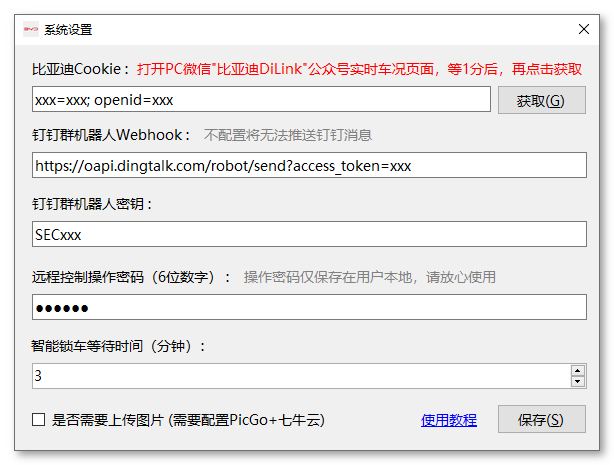 BYD 系统设置
比亚迪Cookie： 打开PC微信"比亚迪DiLink"公众号实时车况页面，等1分后，再点击获取
xxx=xxx; openid=xxx 获取(G)
钉钉群机器人Webhook： 不配置将无法推送钉钉消息
https://oapi.dingtalk.com/robot/send?access_token=xxx
钉钉群机器人密钥：
SECxxx
远程控制操作密码（6位数字）： 操作密码仅保存在用户本地，请放心使用
●●●●●●
智能锁车等待时间（分钟）：
3
是否需要上传图片 (需要配置PicGo+七牛云) 使用教程 保存(S)